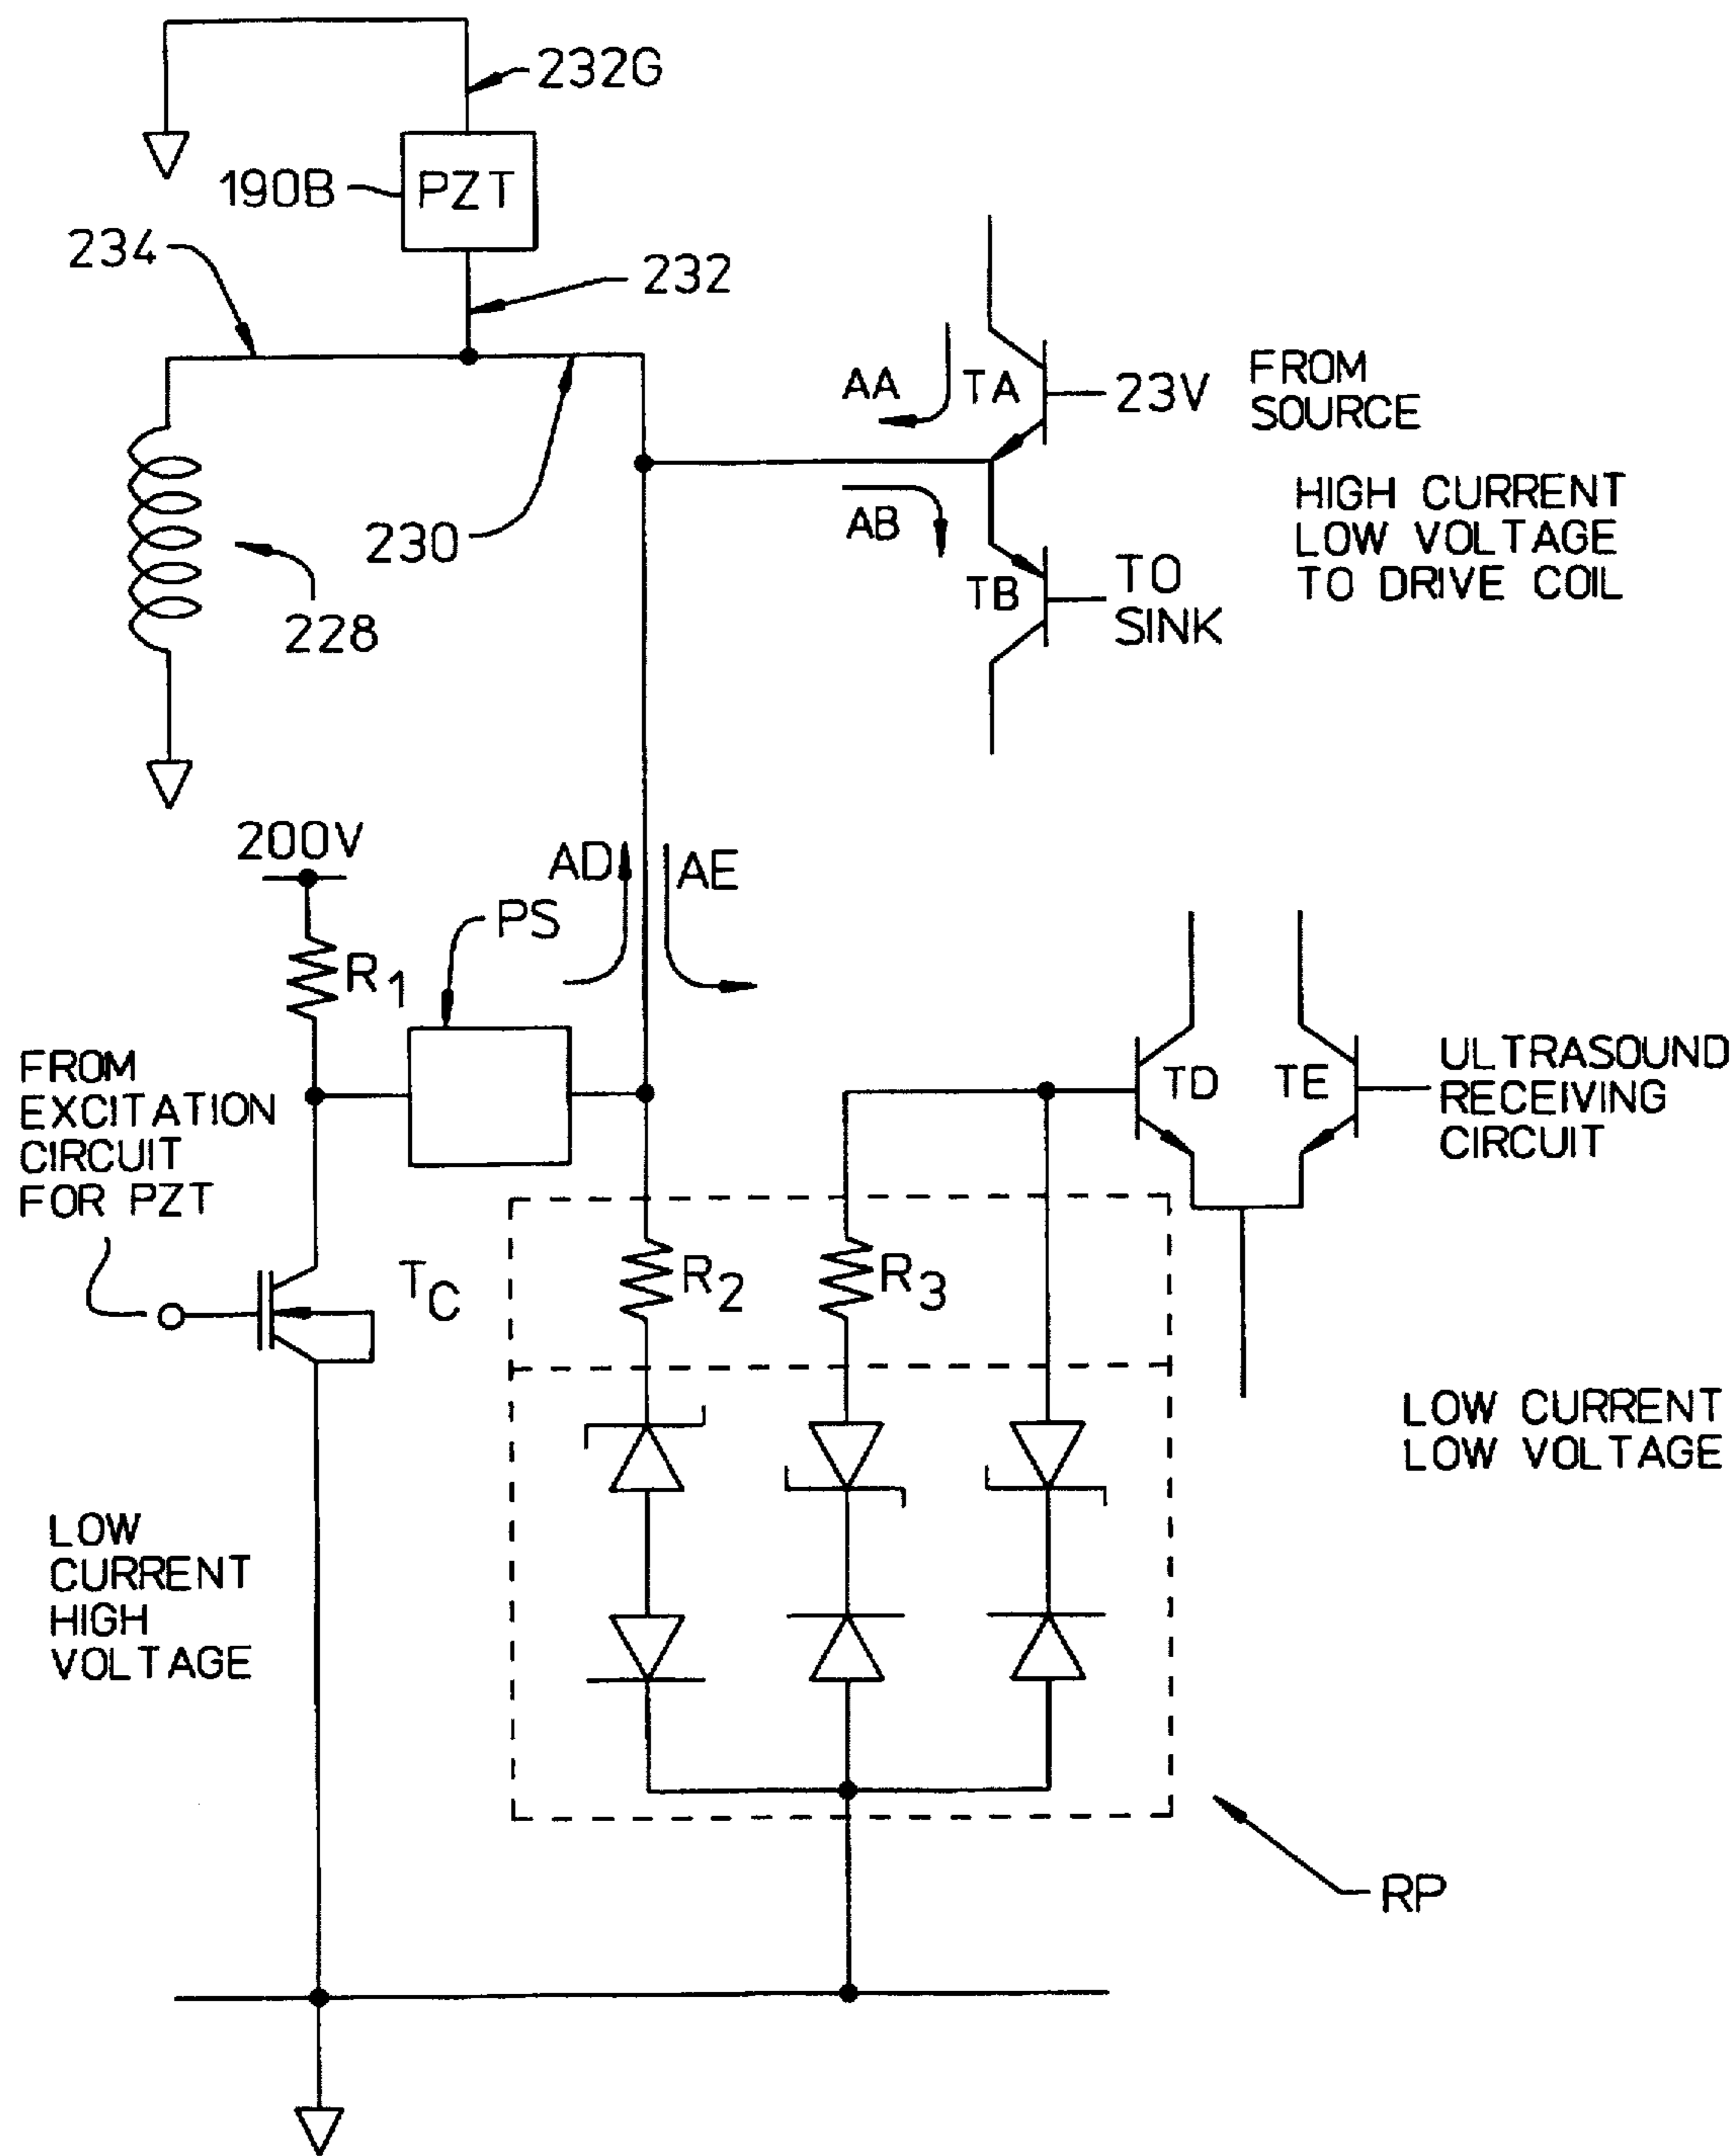 232G
190B
PZT
234
232
AA
TA
23V
FROM
SOURCE
HIGH CURRENT
LOW VOLTAGE
TO DRIVE COIL
230
AB
TB
TO
SINK
228
200V
AD
AE
PS
R1
FROM
EXCITATION
CIRCUIT
FOR PZT
TD
TE
ULTRASOUND
RECEIVING
CIRCUIT
TC
R2
R3
LOW CURRENT
LOW VOLTAGE
LOW
CURRENT
HIGH
VOLTAGE
RP